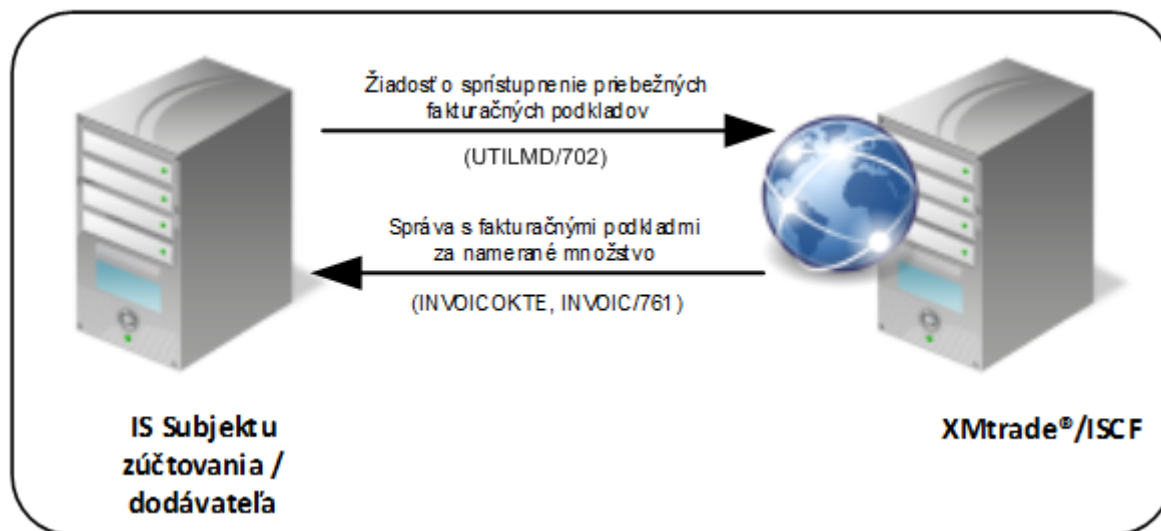 Žiadosť o sprístupnenie priebežných
fakturačných podkladov
(UTILMD/702)
Správa s fakturačnými podkladmi
za namerané množstvo
(INVOICOKTE, INVOIC/761)
IS Subjektu
zúčtovania /
dodávateľa
XMtrade®/ISCF